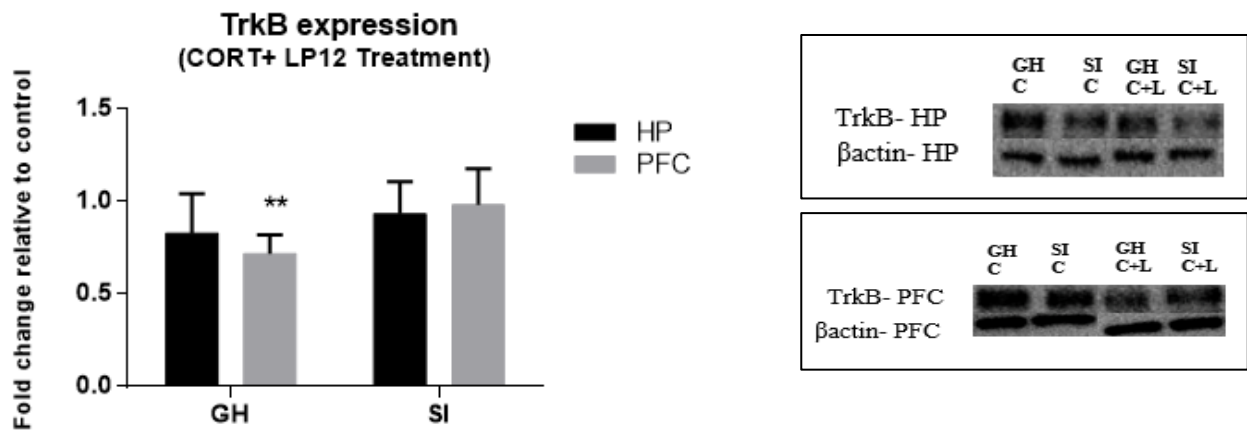 TrkB expression
(CORT+ LP12 Treatment)
Fold change relative to control
1.5
1.0
0.5
0.0
**
GH
SI
HP
PFC
GH SI GH SI
C C C+L C+L
TrkB- HP
βactin- HP
GH SI GH SI
C C C+L C+L
TrkB- PFC
βactin- PFC